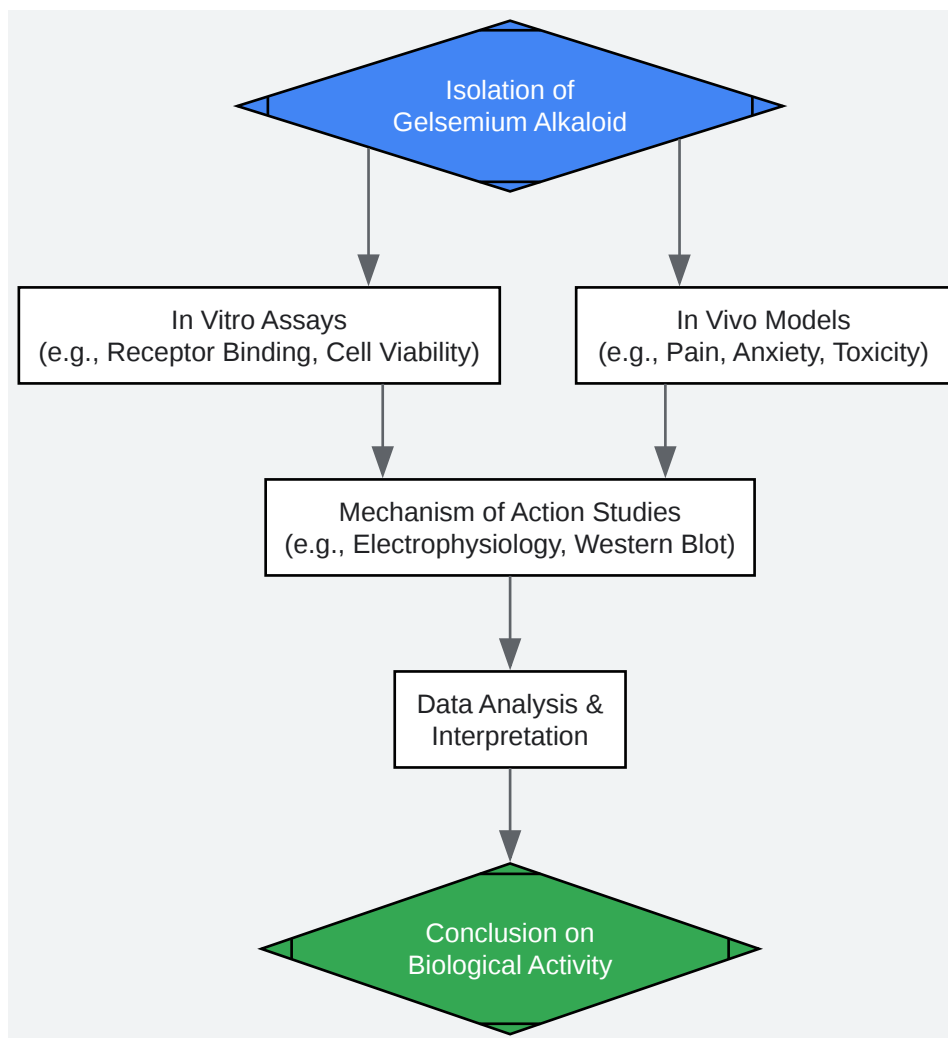 Isolation of
Gelsemium Alkaloid
In Vitro Assays
(e.g., Receptor Binding, Cell Viability)
In Vivo Models
(e.g., Pain, Anxiety, Toxicity)
Mechanism of Action Studies
(e.g., Electrophysiology, Western Blot)
Data Analysis &
Interpretation
Conclusion on
Biological Activity